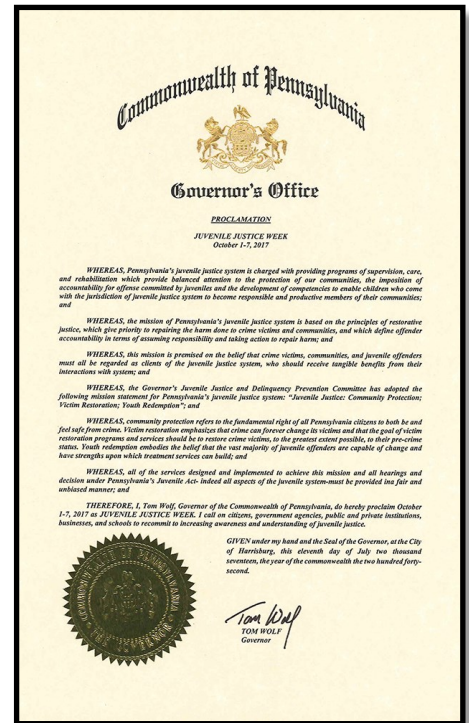 Commonwealth of Pennsylvania
Governor's Office
PROCLAMATION
JUVENILE JUSTICE WEEK
October 1-7, 2017
WHEREAS, Pennsylvania's juvenile justice system is charged with providing programs of supervision, care,
and rehabilitation which provide balanced attention to the protection of our communities, the imposition of
accountability for offense committed by juveniles and the development of competencies to enable children who come
with the jurisdiction of juvenile justice system to become responsible and productive members of their communities;
and
WHEREAS, the mission of Pennsylvania's juvenile justice system is based on the principles of restorative
justice, which give priority to repairing the harm done to crime victims and communities, and which define offender
accountability in terms of assuming responsibility and taking action to repair harm; and
WHEREAS, this mission is premised on the belief that crime victims, communities, and juvenile offenders
must all be regarded as clients of the juvenile justice system, who should receive tangible benefits from their
interactions with system; and
WHEREAS, the Governor's Juvenile Justice and Delinquency Prevention Committee has adopted the
following mission statement for Pennsylvania's juvenile justice system: "Juvenile Justice: Community Protection;
Victim Restoration; Youth Redemption"; and
WHEREAS, community protection refers to the fundamental right of all Pennsylvania citizens to both be and
feel safe from crime. Victim restoration emphasizes that crime can forever change its victims and that the goal of victim
restoration programs and services should be to restore crime victims, to the greatest extent possible, to their pre-crime
status. Youth redemption embodies the belief that the vast majority of juvenile offenders are capable of change and
have strengths upon which treatment services can build; and
WHEREAS, all of the services designed and implemented to achieve this mission and all hearings and
decision under Pennsylvania's Juvenile Act- indeed all aspects of the juvenile system-must be provided ina fair and
unbiased manner; and
THEREFORE, I, Tom Wolf, Governor of the Commonwealth of Pennsylvania, do hereby proclaim October
1-7, 2017 as JUVENILE JUSTICE WEEK. I call on citizens, government agencies, public and private institutions,
businesses, and schools to recommit to increasing awareness and understanding of juvenile justice.
GIVEN under my hand and the Seal of the Governor, at the City
of Harrisburg, this eleventh day of July two thousand
seventeen, the year of the commonwealth the two hundred forty-
second.
Tom Wolf
TOM WOLF
Governor